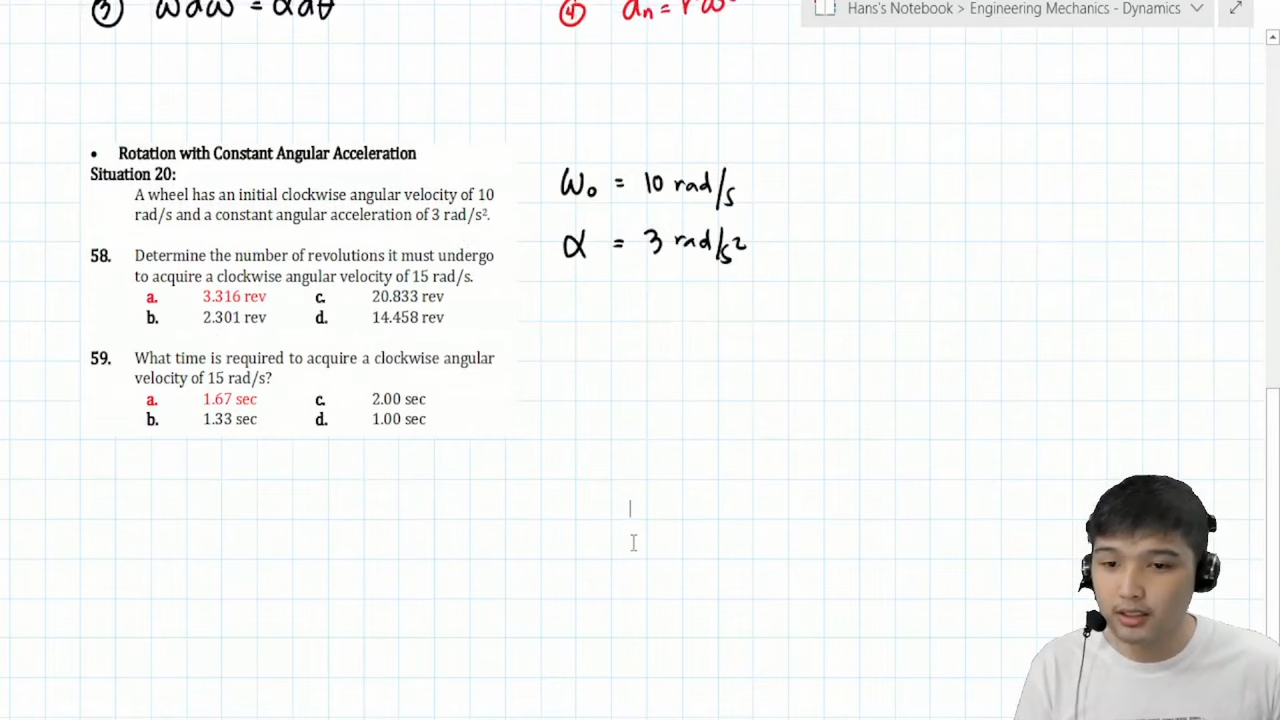 ③ ω dω = α dθ
④ an = rω²
Hans's Notebook > Engineering Mechanics - Dynamics
• Rotation with Constant Angular Acceleration
Situation 20:
A wheel has an initial clockwise angular velocity of 10
rad/s and a constant angular acceleration of 3 rad/s².
58. Determine the number of revolutions it must undergo
to acquire a clockwise angular velocity of 15 rad/s.
a. 3.316 rev c. 20.833 rev
b. 2.301 rev d. 14.458 rev
59. What time is required to acquire a clockwise angular
velocity of 15 rad/s?
a. 1.67 sec c. 2.00 sec
b. 1.33 sec d. 1.00 sec
ω₀ = 10 rad/s
α = 3 rad/s²